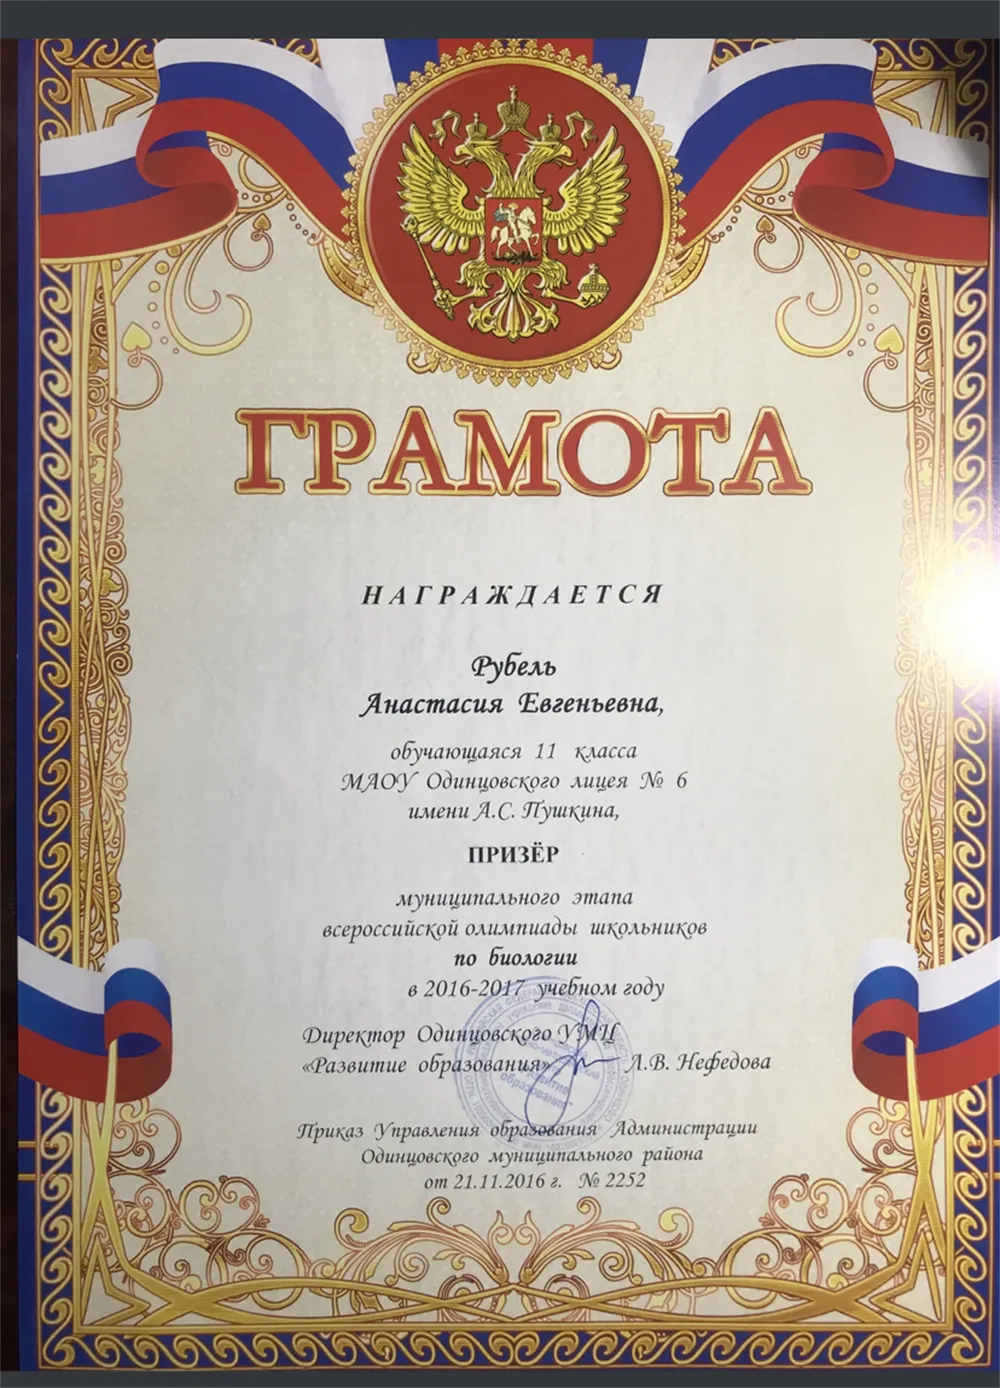 ГРАМОТА
НАГРАЖДАЕТСЯ
Рубель
Анастасия Евгеньевна,
обучающаяся 11 класса
МАОУ Одинцовского лицея № 6
имени А.С. Пушкина,
ПРИЗЁР
муниципального этапа
всероссийской олимпиады школьников
по биологии
в 2016-2017 учебном году
Директор Одинцовского УМЦ
«Развитие образования» Л.В. Нефедова
Приказ Управления образования Администрации
Одинцовского муниципального района
от 21.11.2016 г. № 2252